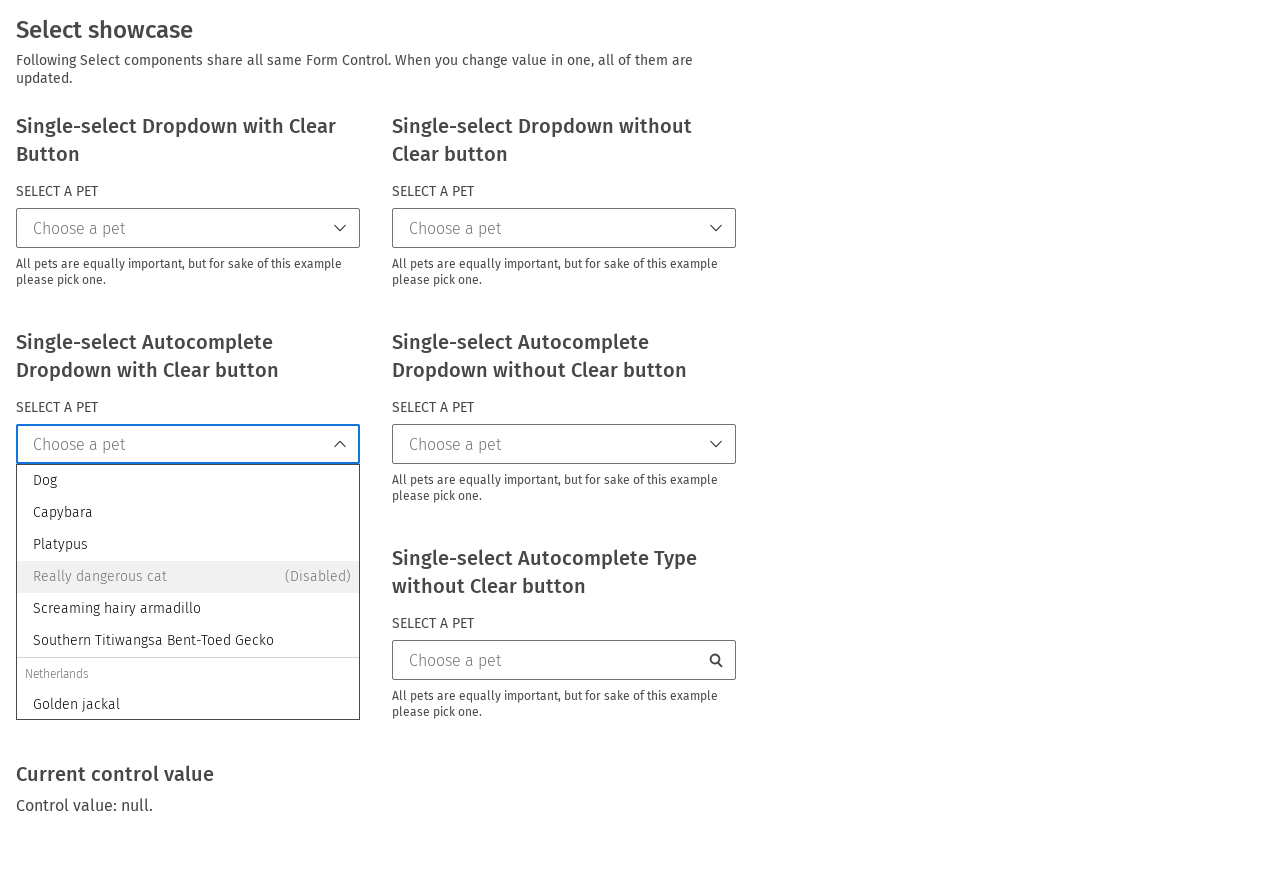 Select showcase
Following Select components share all same Form Control. When you change value in one, all of them are
updated.
Single-select Dropdown with Clear
Button
SELECT A PET
Choose a pet
All pets are equally important, but for sake of this example
please pick one.
Single-select Dropdown without
Clear button
SELECT A PET
Choose a pet
All pets are equally important, but for sake of this example
please pick one.
Single-select Autocomplete
Dropdown with Clear button
SELECT A PET
Choose a pet
Dog
Capybara
Platypus
Really dangerous cat (Disabled)
Screaming hairy armadillo
Southern Titiwangsa Bent-Toed Gecko
Netherlands
Golden jackal
Single-select Autocomplete
Dropdown without Clear button
SELECT A PET
Choose a pet
All pets are equally important, but for sake of this example
please pick one.
Single-select Autocomplete Type
without Clear button
SELECT A PET
Choose a pet
All pets are equally important, but for sake of this example
please pick one.
Current control value
Control value: null.